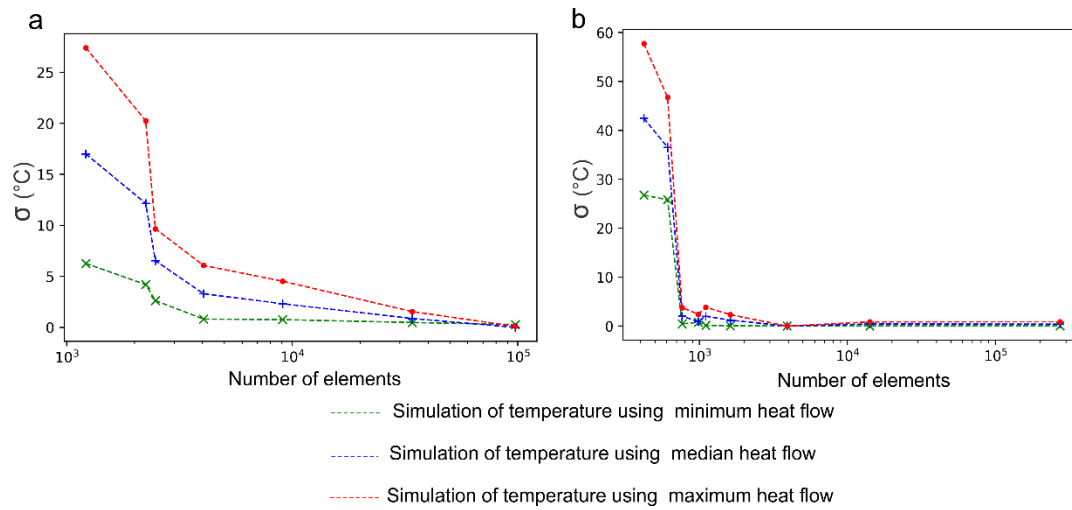 a
b
25
20
15
10
5
0
σ (°C)
10³
10⁴
10⁵
Number of elements
60
50
40
30
20
10
0
σ (°C)
10³
10⁴
10⁵
Number of elements
Simulation of temperature using minimum heat flow
Simulation of temperature using median heat flow
Simulation of temperature using maximum heat flow